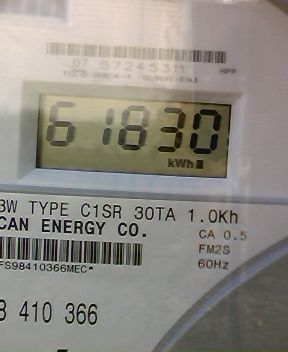 07 57245311
61830
kWh
3W TYPE C1SR 30TA 1.0Kh
CAN ENERGY CO.
CA 0.5
FM2S
FS98410366MEC*
60Hz
8 410 366